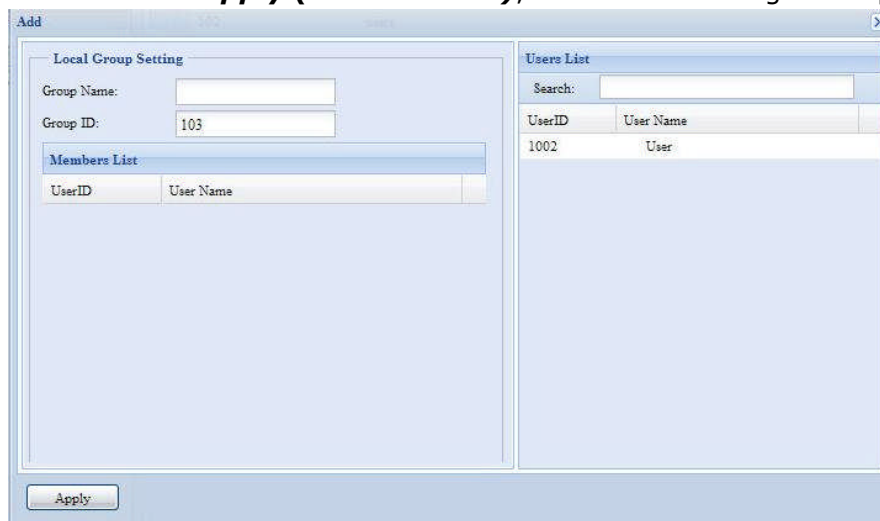 Add
Local Group Setting
Group Name:
Group ID: 103
Members List
UserID User Name
Users List
Search:
UserID User Name
1002 User
Apply